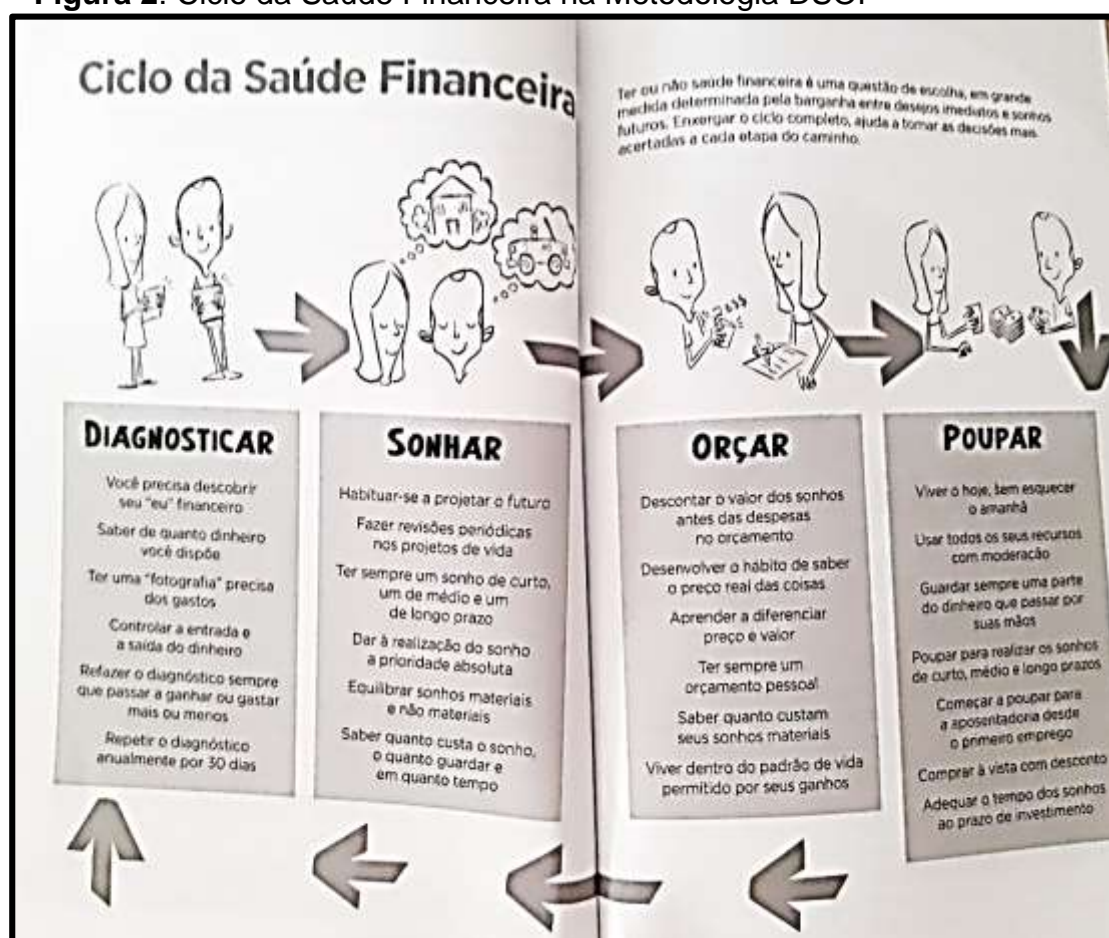 Figura 2: Ciclo da Saúde Financeira na Metodologia DSOP
Ciclo da Saúde Financeira
Ter ou não saúde financeira é uma questão de escolha, em grande
medida determinada pela barganha entre desejos imediatos e sonhos
futuros. Enxergar o ciclo completo, ajuda a tomar as decisões mais
acertadas a cada etapa do caminho.
DIAGNOSTICAR
Você precisa descobrir
seu "eu" financeiro
Saber de quanto dinheiro
você dispõe
Ter uma "fotografia" precisa
dos gastos
Controlar a entrada e
a saída do dinheiro
Refazer o diagnóstico sempre
que passar a ganhar ou gastar
mais ou menos
Repetir o diagnóstico
anualmente por 30 dias
SONHAR
Habituar-se a projetar o futuro
Fazer revisões periódicas
nos projetos de vida
Ter sempre um sonho de curto,
um de médio e um
de longo prazo
Dar à realização do sonho
a prioridade absoluta
Equilibrar sonhos materiais
e não materiais
Saber quanto custa o sonho,
o quanto guardar e
em quanto tempo
ORÇAR
Descontar o valor dos sonhos
antes das despesas
no orçamento
Desenvolver o hábito de saber
o preço real das coisas
Aprender a diferenciar
preço e valor
Ter sempre um
orçamento pessoal
Saber quanto custam
seus sonhos materiais
Viver dentro do padrão de vida
permitido por seus ganhos
POUPAR
Viver o hoje, sem esquecer
o amanhã
Usar todos os seus recursos
com moderação
Guardar sempre uma parte
do dinheiro que passar por
suas mãos
Poupar para realizar os sonhos
de curto, médio e longo prazos
Começar a poupar para
a aposentadoria desde
o primeiro emprego
Comprar à vista com desconto
Adequar o tempo dos sonhos
ao prazo de investimento